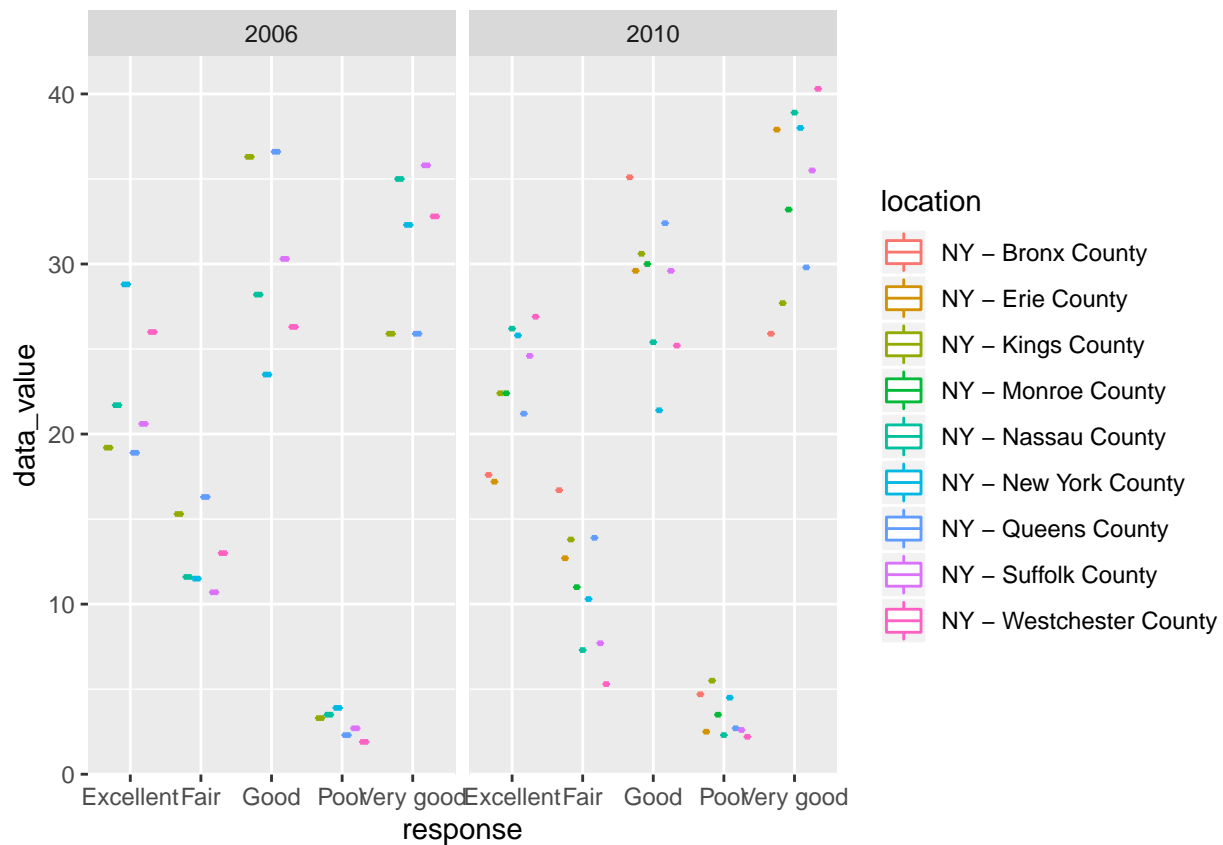 2006 2010
40
30
20
10
0
data_value
Excellent Fair Good Poor Very good Excellent Fair Good Poor Very good
response
location
NY − Bronx County
NY − Erie County
NY − Kings County
NY − Monroe County
NY − Nassau County
NY − New York County
NY − Queens County
NY − Suffolk County
NY − Westchester County